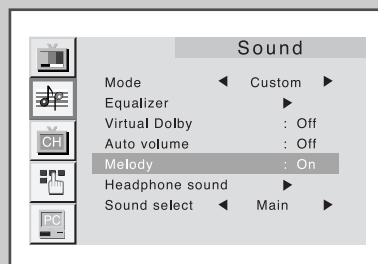 Sound
Mode ◀ Custom ▶
Equalizer ▶
Virtual Dolby : Off
Auto volume : Off
Melody : On
Headphone sound ▶
Sound select ◀ Main ▶
CH
PC